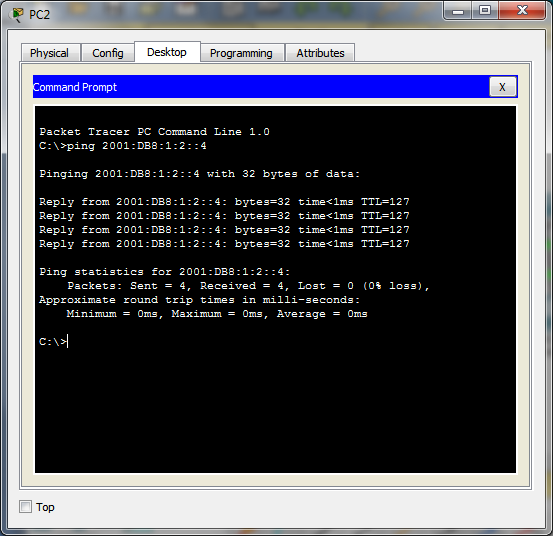 PC2
Physical Config Desktop Programming Attributes
Command Prompt X
Packet Tracer PC Command Line 1.0
C:\>ping 2001:DB8:1:2::4
Pinging 2001:DB8:1:2::4 with 32 bytes of data:
Reply from 2001:DB8:1:2::4: bytes=32 time<1ms TTL=127
Reply from 2001:DB8:1:2::4: bytes=32 time<1ms TTL=127
Reply from 2001:DB8:1:2::4: bytes=32 time<1ms TTL=127
Reply from 2001:DB8:1:2::4: bytes=32 time<1ms TTL=127
Ping statistics for 2001:DB8:1:2::4:
Packets: Sent = 4, Received = 4, Lost = 0 (0% loss),
Approximate round trip times in milli-seconds:
Minimum = 0ms, Maximum = 0ms, Average = 0ms
C:\>
Top